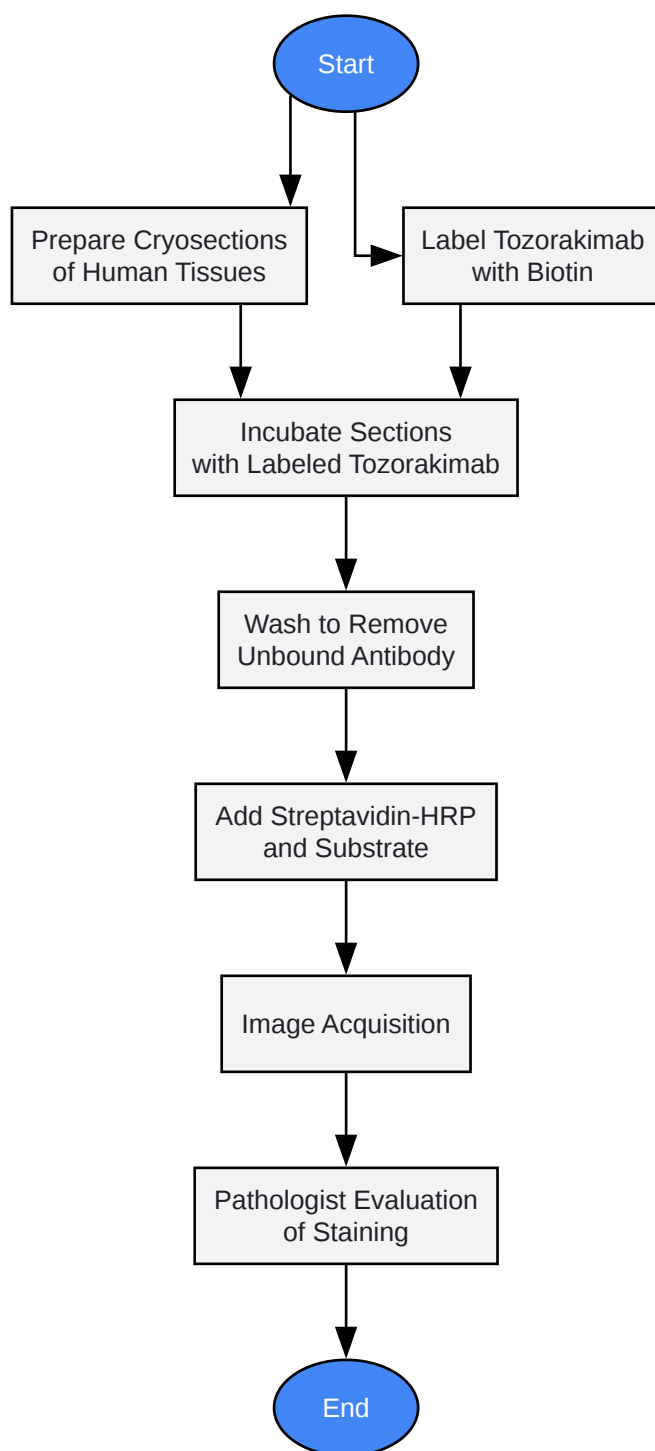 Start
Prepare Cryosections
of Human Tissues
Label Tozorakimab
with Biotin
Incubate Sections
with Labeled Tozorakimab
Wash to Remove
Unbound Antibody
Add Streptavidin-HRP
and Substrate
Image Acquisition
Pathologist Evaluation
of Staining
End